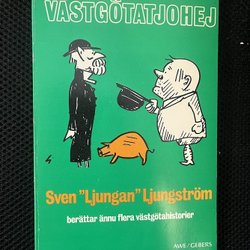 VÄSTGÖTATJOHEJ
Sven "Ljungan" Ljungström
berättar ännu flera västgötahistorier
AWE/GEBERS